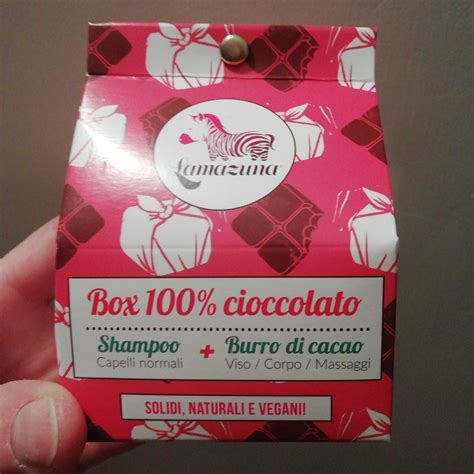 Lamazuna
Box 100% cioccolato
Shampoo + Burro di cacao
Capelli normali Viso / Corpo / Massaggi
SOLIDI, NATURALI E VEGANI!